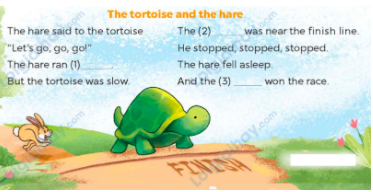 The tortoise and the hare
The hare said to the tortoise
"Let's go, go, go!"
The hare ran (1)______
But the tortoise was slow.
The (2)______ was near the finish line.
He stopped, stopped, stopped.
The hare fell asleep.
And the (3)______ won the race.
FINISH